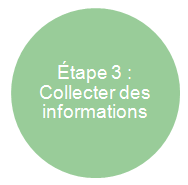 Étape 3 :
Collecter des
informations